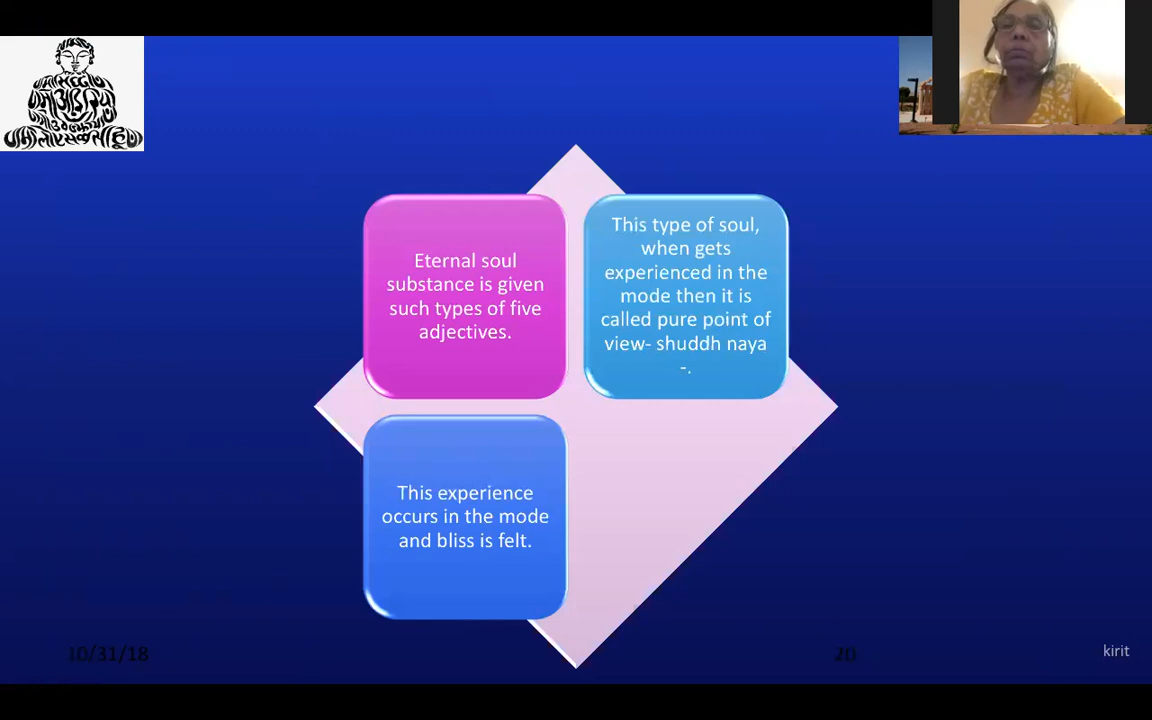 Eternal soul
substance is given
such types of five
adjectives.
This type of soul,
when gets
experienced in the
mode then it is
called pure point of
view- shuddh naya
-.
This experience
occurs in the mode
and bliss is felt.
10/31/18
20
kirit